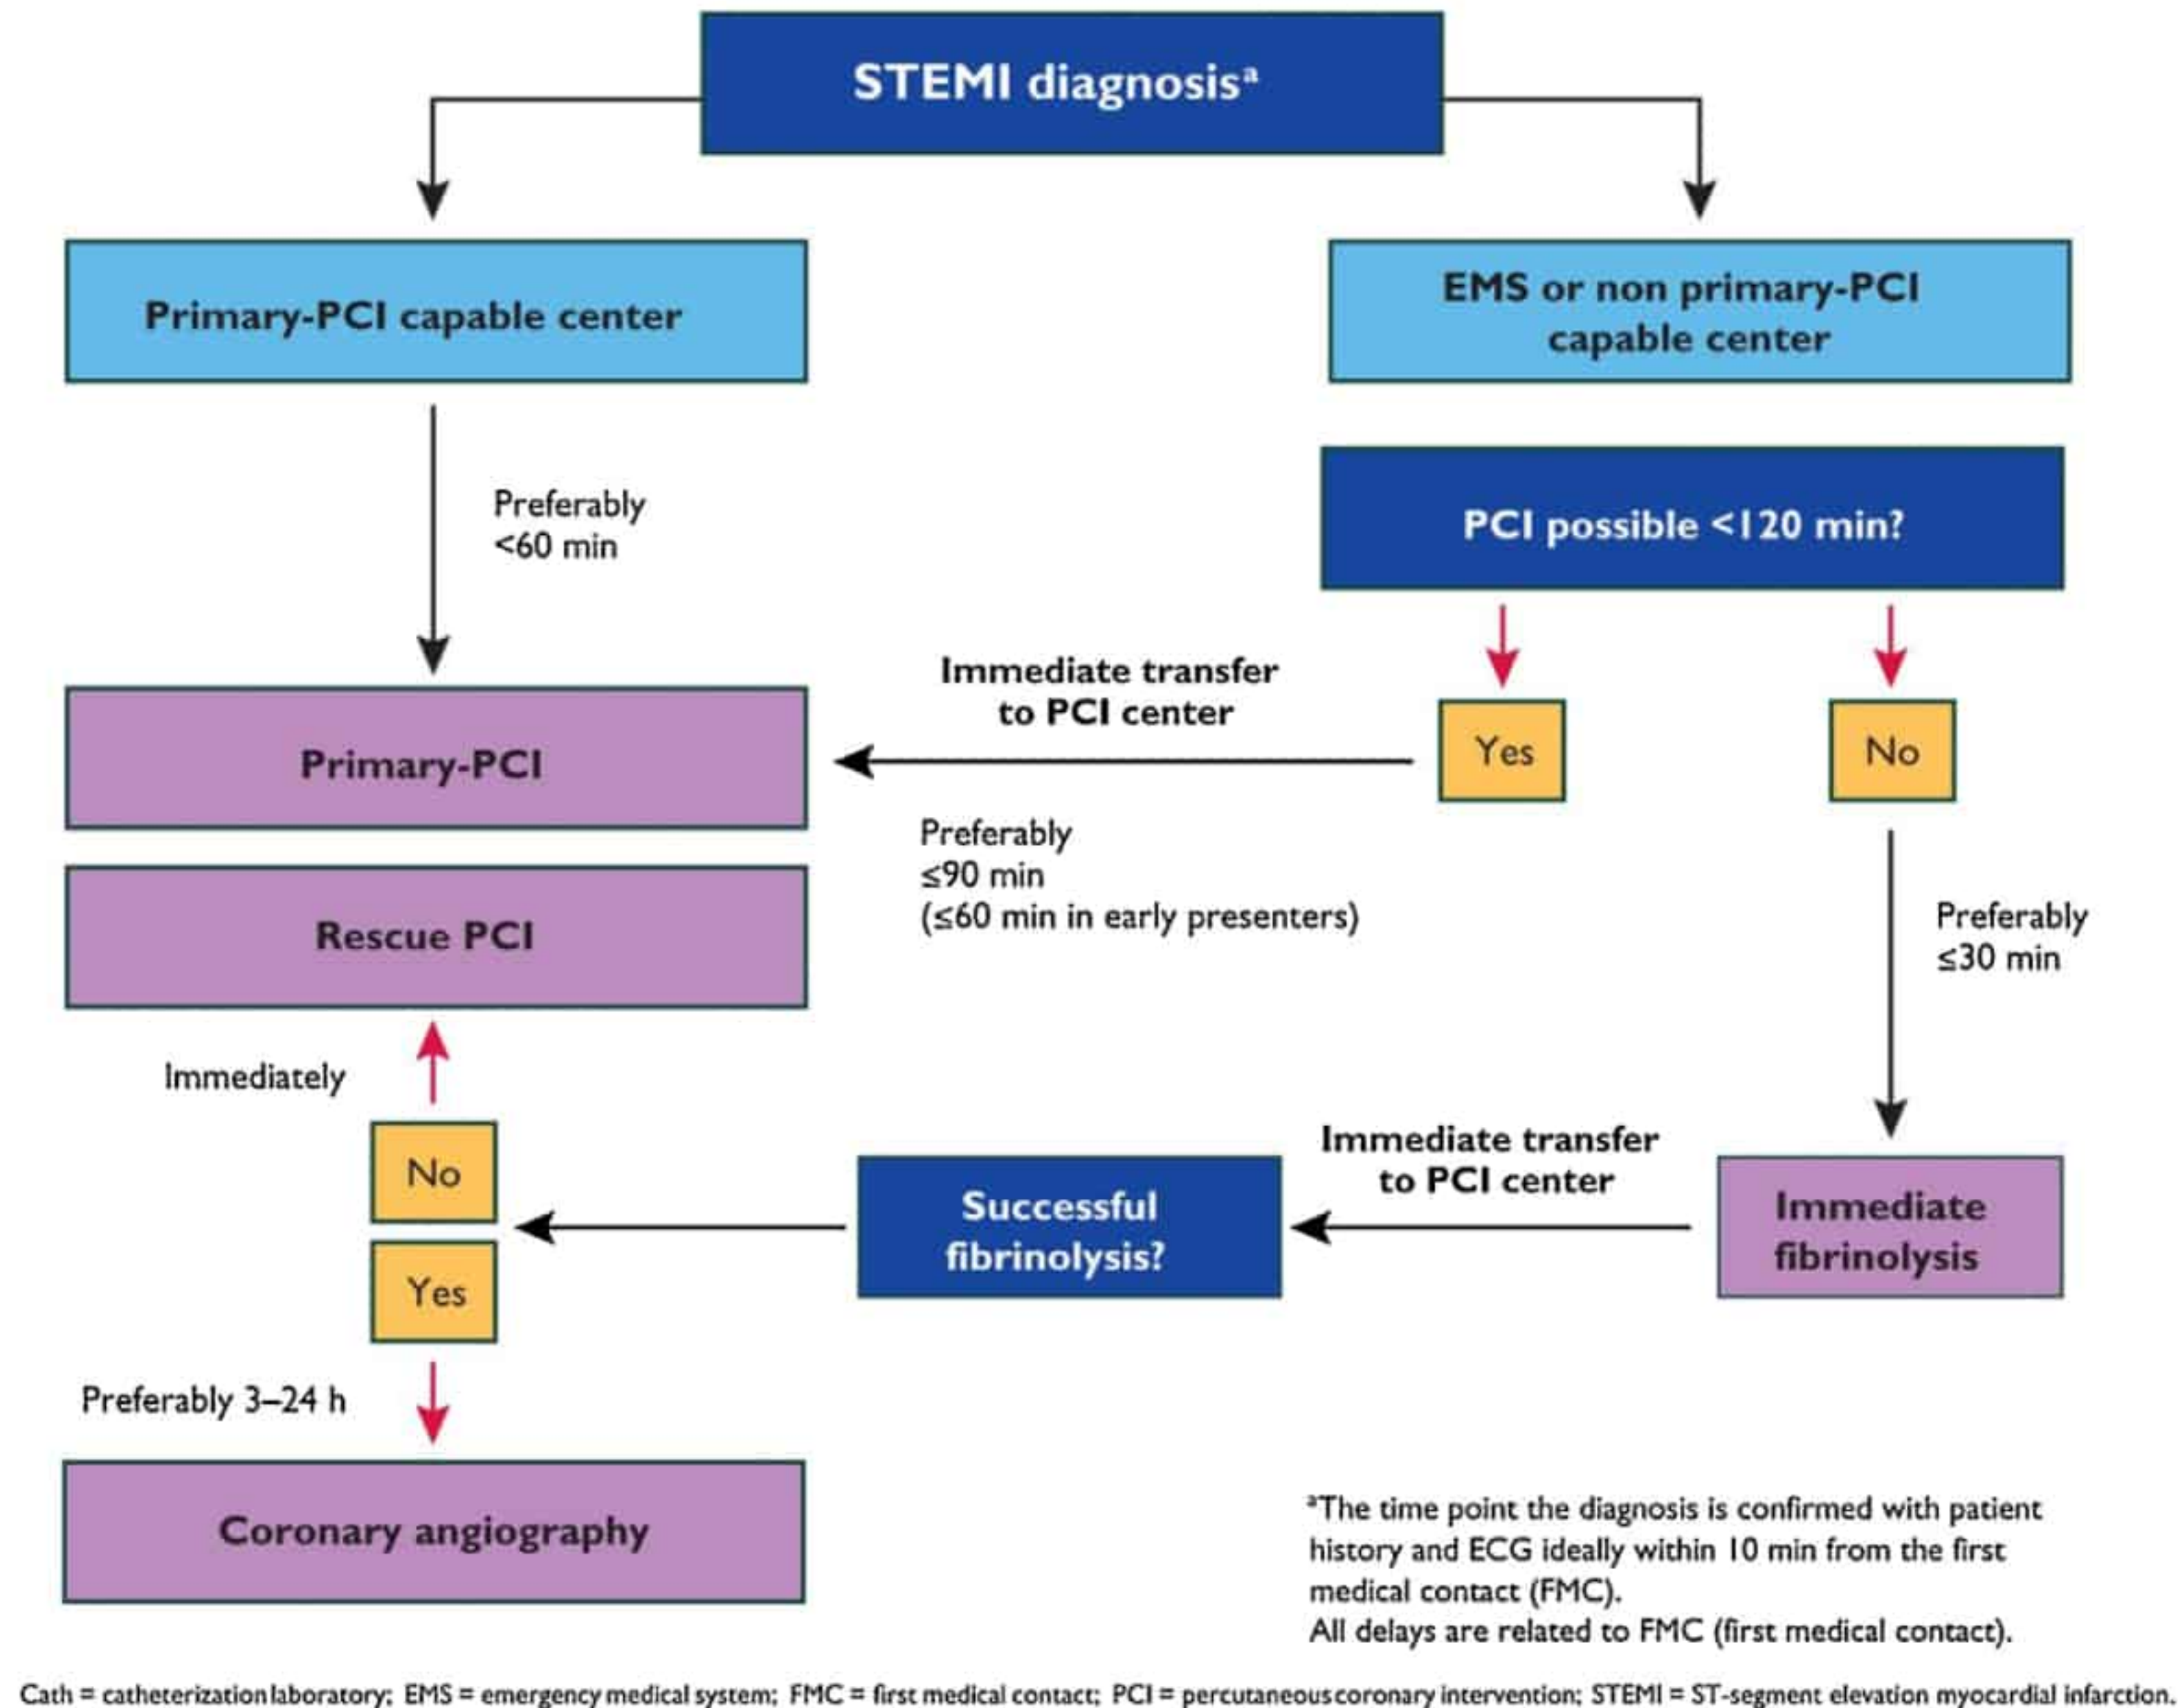 STEMI diagnosisᵃ
Primary-PCI capable center
EMS or non primary-PCI
capable center
Preferably
<60 min
PCI possible <120 min?
Immediate transfer
to PCI center
Yes
No
Primary-PCI
Preferably
≤90 min
(≤60 min in early presenters)
Rescue PCI
Preferably
≤30 min
Immediately
No
Yes
Successful
fibrinolysis?
Immediate transfer
to PCI center
Immediate
fibrinolysis
Preferably 3–24 h
Coronary angiography
ᵃThe time point the diagnosis is confirmed with patient
history and ECG ideally within 10 min from the first
medical contact (FMC).
All delays are related to FMC (first medical contact).
Cath = catheterization laboratory; EMS = emergency medical system; FMC = first medical contact; PCI = percutaneous coronary intervention; STEMI = ST-segment elevation myocardial infarction.